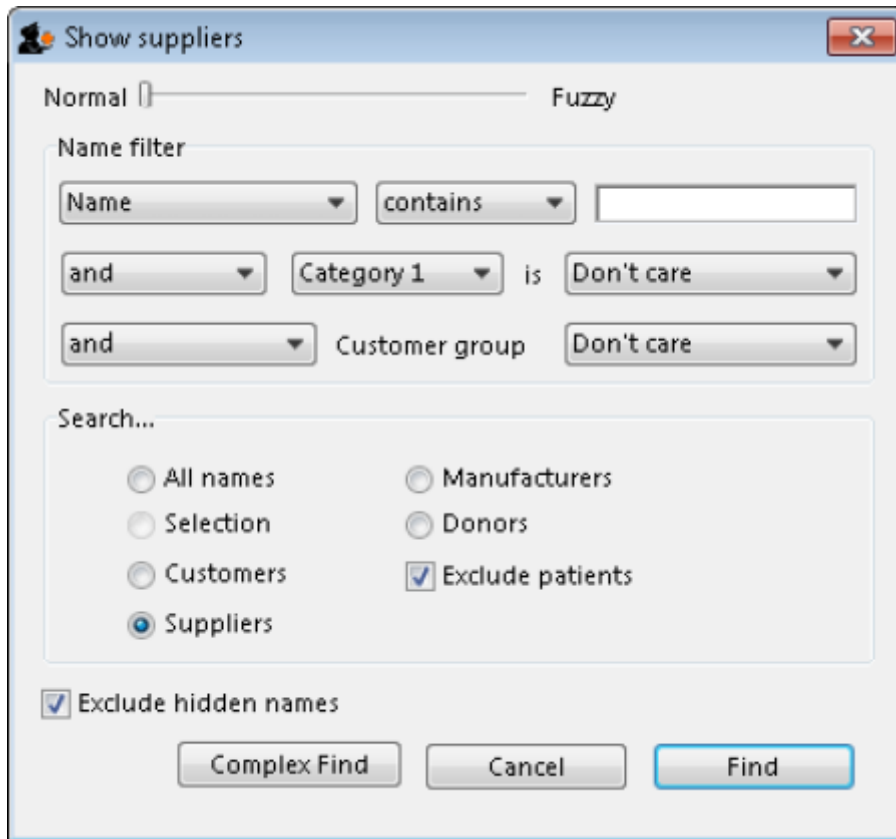 Show suppliers
Normal Fuzzy
Name filter
Name contains
and Category 1 is Don't care
and Customer group Don't care
Search...
All names Manufacturers
Selection Donors
Customers Exclude patients
Suppliers
Exclude hidden names
Complex Find Cancel Find